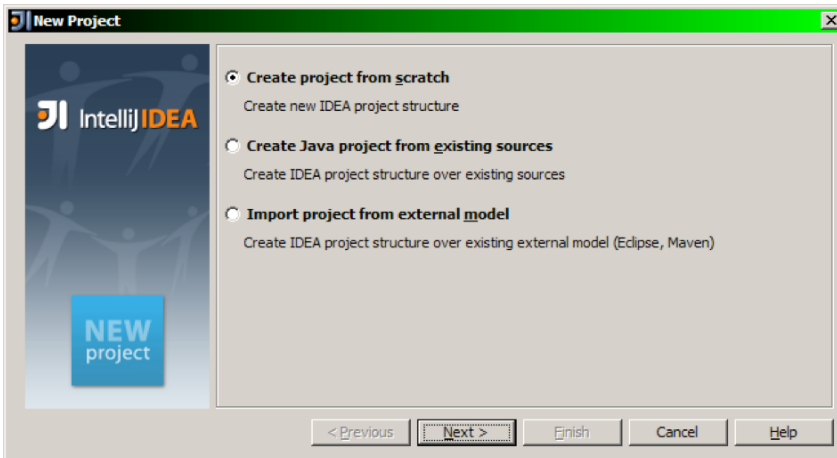 New Project
IntelliJ IDEA
Create project from scratch
Create new IDEA project structure
Create Java project from existing sources
Create IDEA project structure over existing sources
Import project from external model
Create IDEA project structure over existing external model (Eclipse, Maven)
NEW
project
< Previous Next > Finish Cancel Help